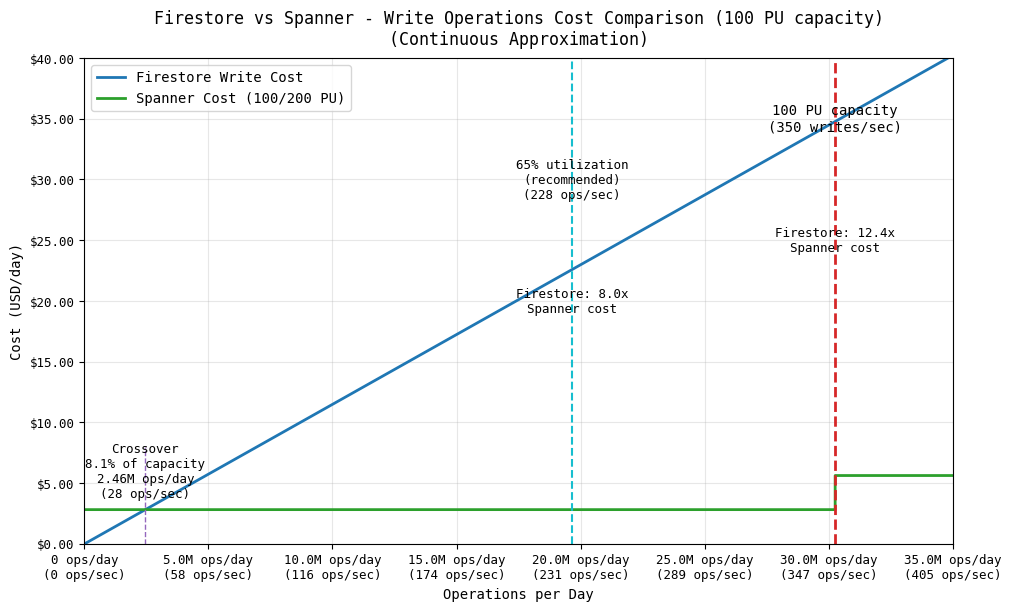 Firestore vs Spanner - Write Operations Cost Comparison (100 PU capacity)
(Continuous Approximation)
Firestore Write Cost
Spanner Cost (100/200 PU)
Cost (USD/day)
$40.00
$35.00
$30.00
$25.00
$20.00
$15.00
$10.00
$5.00
$0.00
100 PU capacity
(350 writes/sec)
65% utilization
(recommended)
(228 ops/sec)
Firestore: 12.4x
Spanner cost
Firestore: 8.0x
Spanner cost
Crossover
8.1% of capacity
2.46M ops/day
(28 ops/sec)
0 ops/day
(0 ops/sec)
5.0M ops/day
(58 ops/sec)
10.0M ops/day
(116 ops/sec)
15.0M ops/day
(174 ops/sec)
20.0M ops/day
(231 ops/sec)
25.0M ops/day
(289 ops/sec)
30.0M ops/day
(347 ops/sec)
35.0M ops/day
(405 ops/sec)
Operations per Day